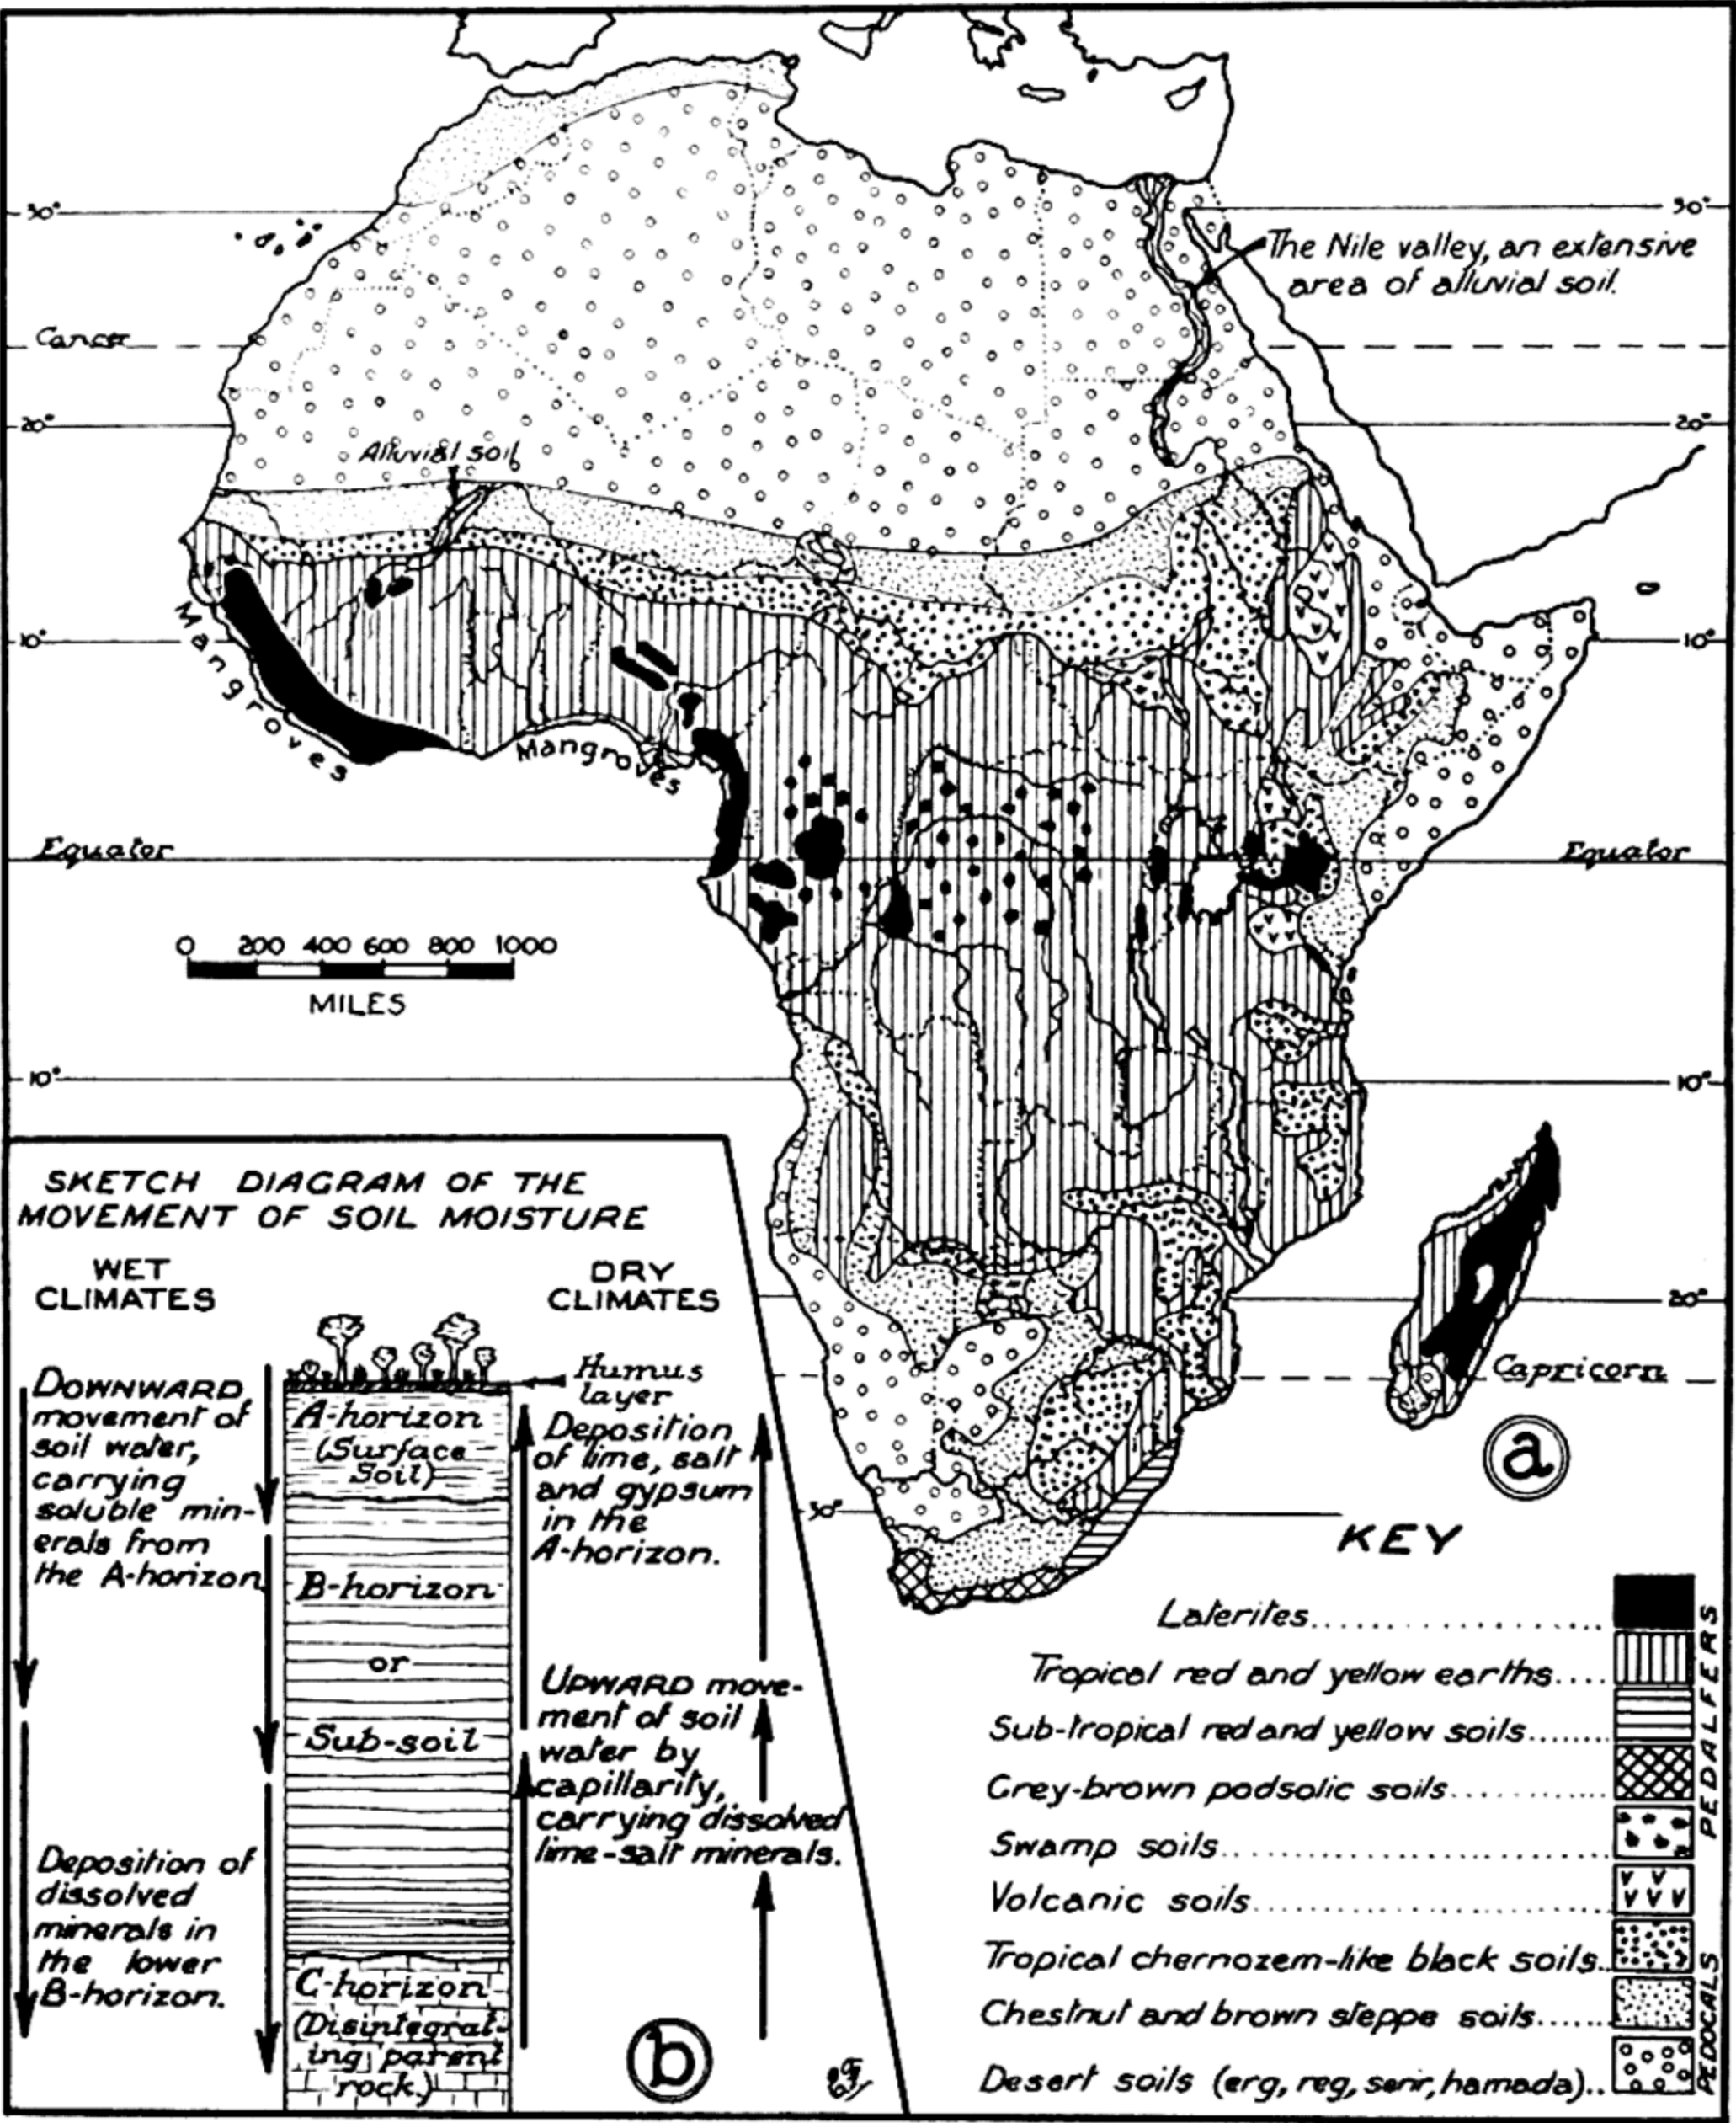 30°
30°
The Nile valley, an extensive
area of alluvial soil.
Cancer
20°
20°
Alluvial soil
10°
10°
Mangroves
Mangroves
Equator
Equator
0 200 400 600 800 1000
MILES
10°
10°
20°
Capricorn
a
30°
SKETCH DIAGRAM OF THE
MOVEMENT OF SOIL MOISTURE
WET
CLIMATES
DRY
CLIMATES
Humus
layer
DOWNWARD
movement of
soil water,
carrying
soluble min-
erals from
the A-horizon
Deposition of
dissolved
minerals in
the lower
B-horizon.
A-horizon
(Surface
Soil)
B-horizon
or
Sub-soil
C-horizon
(Disintegrat-
ing parent
rock.)
Deposition
of lime, salt
and gypsum
in the
A-horizon.
UPWARD move-
ment of soil
water by
capillarity,
carrying dissolved
lime-salt minerals.
b
KEY
Laterites
Tropical red and yellow earths
Sub-tropical red and yellow soils
Grey-brown podsolic soils
Swamp soils
Volcanic soils
Tropical chernozem-like black soils
Chestnut and brown steppe soils
Desert soils (erg, reg, serir, hamada)
PEDALFERS
PEDOCALS